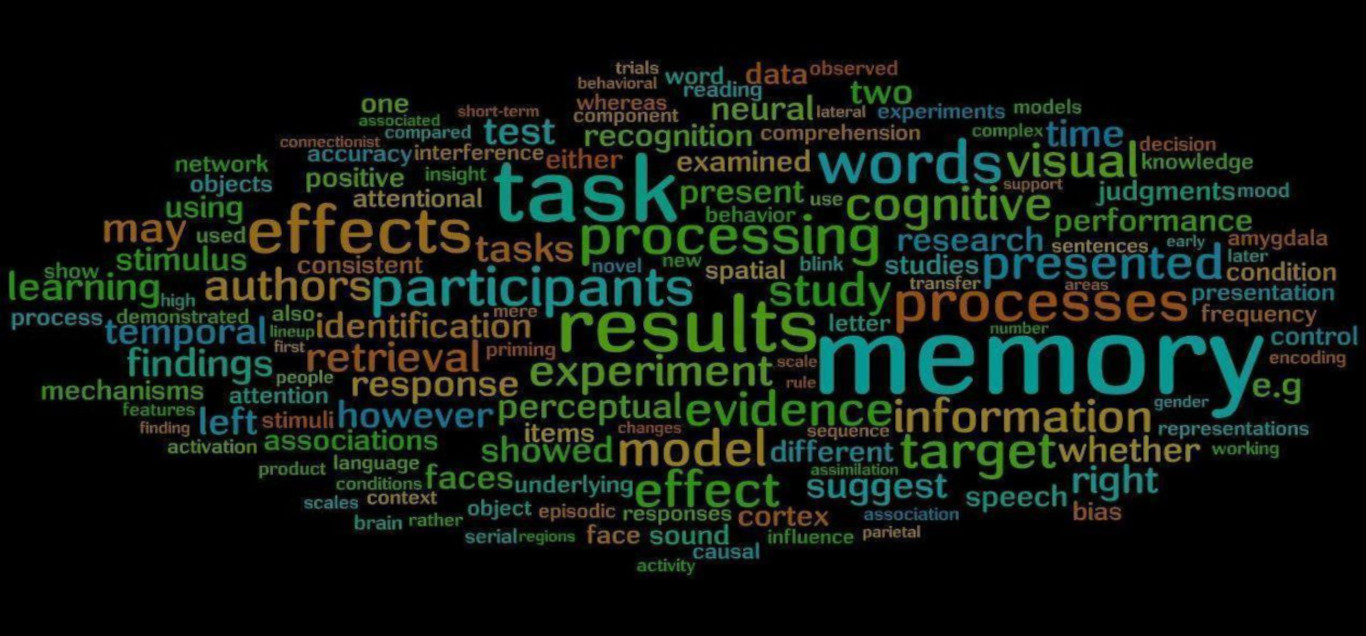 trials
word
data
observed
behavioral
reading
two
one
short-term
whereas
neural
lateral
experiments
models
associated
component
connectionist
compared
test
recognition
comprehension
complex
time
decision
network
accuracy
interference
either
examined
words
visual
knowledge
objects
positive
insight
task
present
use
cognitive
support
judgments
mood
using
attentional
behavior
performance
may
used
effects
tasks
processing
research
sentences
early
amygdala
show
stimulus
consistent
novel
new
spatial
blink
studies
presented
later
condition
learning
high
authors
participants
study
transfer
processes
areas
presentation
process
demonstrated
also
mere
results
letter
number
frequency
temporal
lineup
identification
memory
control
findings
first
retrieval
priming
experiment
scale
encoding
mechanisms
people
response
rule
e.g
features
attention
perceptual
evidence
information
gender
finding
left
stimuli
however
items
changes
sequence
representations
activation
associations
showed
model
different
target
whether
working
product
language
assimilation
conditions
faces
underlying
effect
suggest
speech
right
scales
context
object
episodic
responses
cortex
association
bias
brain
rather
serial
regions
face
sound
influence
parietal
causal
activity